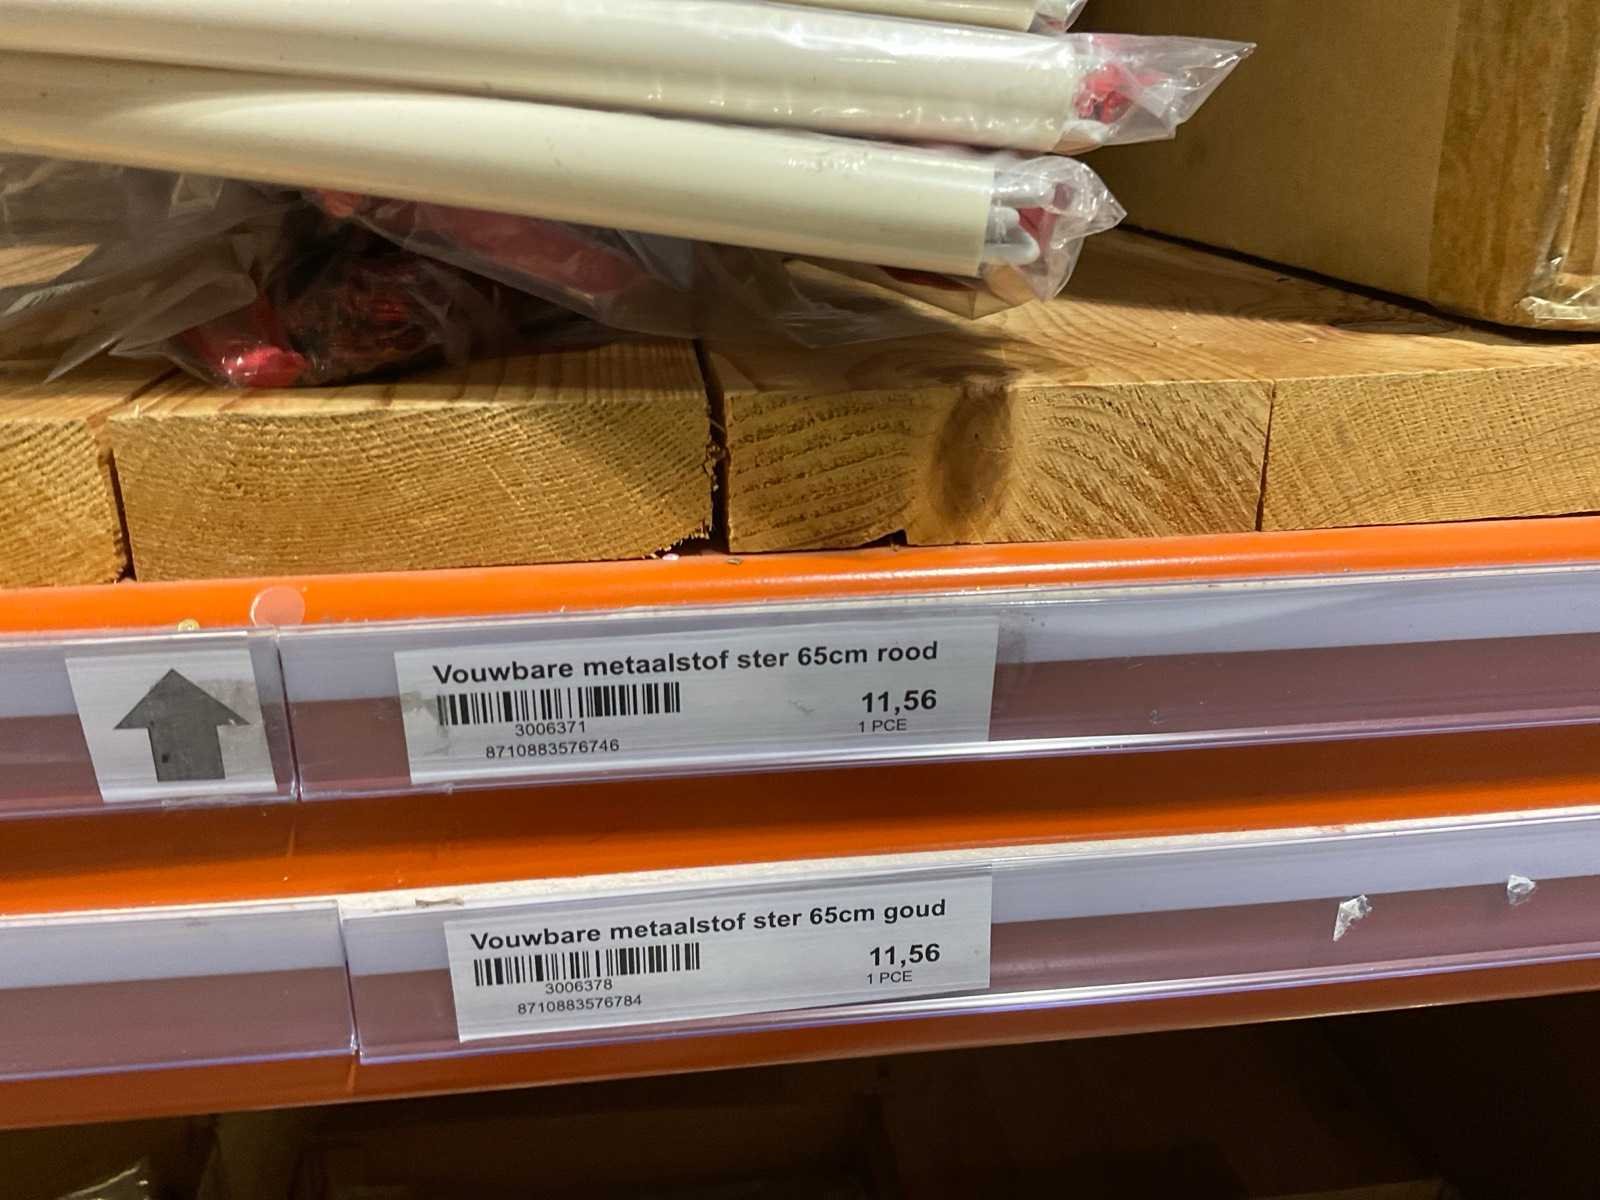 Vouwbare metaalstof ster 65cm rood
11,56
3006371
1 PCE
8710883576746
Vouwbare metaalstof ster 65cm goud
11,56
3006378
1 PCE
8710883576784